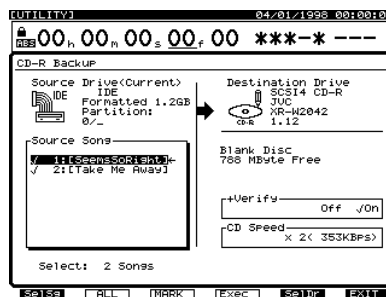 [UTILITY] 04/01/1998 00:00:0
ABS 00h 00m 00s 00f 00 ***-* ---
CD-R Backup
Source Drive(Current)
IDE
IDE
Formatted 1.2GB
Partition:
0/_
Source Song
√ 1:[SeemsSoRight]←
√ 2:[Take Me Away]
Select: 2 Songs
Destination Drive
SCSI4 CD-R
JVC
XR-W2042
1.12
CD-R
Blank Disc
788 MByte Free
+Verify
Off √On
CD Speed
x 2( 353KBps)
SelSg ALL MARK Exec SelDr EXIT